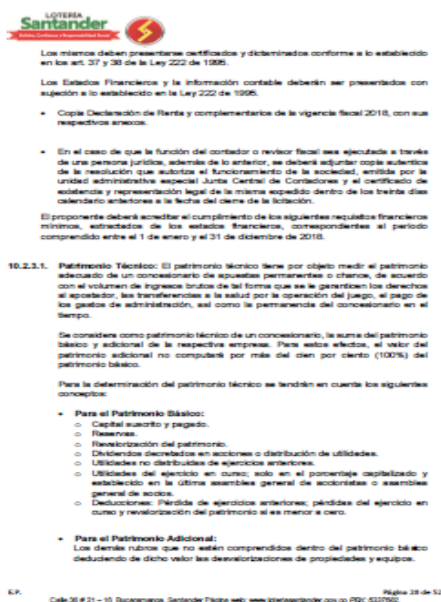 LOTERÍA
Santander
Los mismos deben presentarse certificados y dictaminados conforme a lo establecido
en los art. 37 y 38 de la Ley 222 de 1995.
Los Estados Financieros y la información contable deberán ser presentados con
sujeción a lo establecido en la Ley 222 de 1995.
• Copia Declaración de Renta y complementarios de la vigencia fiscal 2018, con sus
respectivos anexos.
• En el caso de que la función del contador o revisor fiscal sea ejecutada a través
de una persona jurídica, además de lo anterior, se deberá adjuntar copia autentica
de la resolución que autoriza el funcionamiento de la sociedad, emitida por la
unidad administrativa especial Junta Central de Contadores y el certificado de
existencia y representación legal de la misma expedido dentro de los treinta días
calendario anteriores a la fecha del cierre de la licitación.
El proponente deberá acreditar el cumplimiento de los siguientes requisitos financieros
mínimos, extractados de los estados financieros, correspondientes al periodo
comprendido entre el 1 de enero y el 31 de diciembre de 2018.
10.2.3.1. Patrimonio Técnico: El patrimonio técnico tiene por objeto medir el patrimonio
adecuado de un concesionario de apuestas permanentes o chance, de acuerdo
con el volumen de ingresos brutos de tal forma que se le garanticen los derechos
al apostador, las transferencias a la salud por la operación del juego, el pago de
los gastos de administración, así como la permanencia del concesionario en el
tiempo.
Se considera como patrimonio técnico de un concesionario, la suma del patrimonio
básico y adicional de la respectiva empresa. Para estos efectos, el valor del
patrimonio adicional no computará por más del cien por ciento (100%) del
patrimonio básico.
Para la determinación del patrimonio técnico se tendrán en cuenta los siguientes
conceptos:
• Para el Patrimonio Básico:
o Capital suscrito y pagado.
o Reservas.
o Revalorización del patrimonio.
o Dividendos decretados en acciones o distribución de utilidades.
o Utilidades no distribuidas de ejercicios anteriores.
o Utilidades del ejercicio en curso; solo en el porcentaje capitalizado y
establecido en la última asamblea general de accionistas o asamblea
general de socios.
o Deducciones: Pérdida de ejercicios anteriores; pérdidas del ejercicio en
curso y revalorización del patrimonio si es menor a cero.
• Para el Patrimonio Adicional:
Los demás rubros que no estén comprendidos dentro del patrimonio básico
deduciendo de dicho valor las desvalorizaciones de propiedades y equipos.
E.P.
Página 28 de 52
Calle 36 # 21 – 16 Bucaramanga, Santander Página web: www.loteriasantander.gov.co PBX: